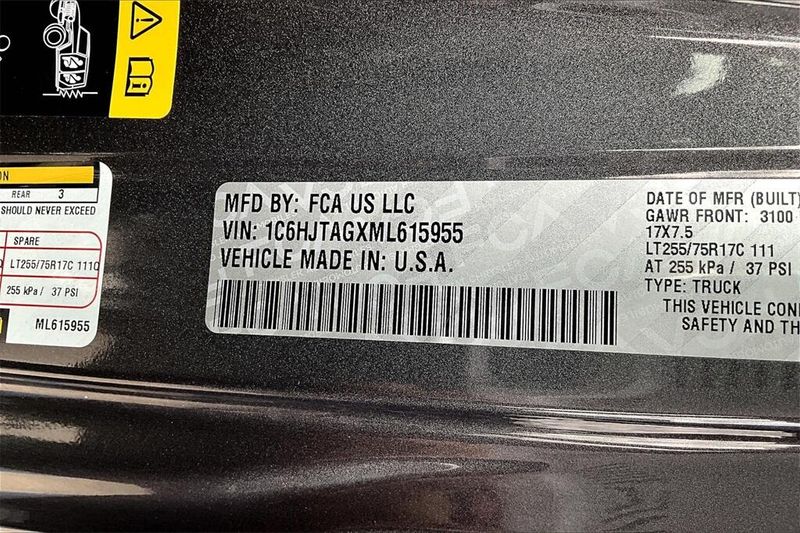 ON
REAR 3
SHOULD NEVER EXCEED
SPARE
LT255/75R17C 111Q
255 kPa / 37 PSI
ML615955
MFD BY: FCA US LLC
VIN: 1C6HJTAGXML615955
VEHICLE MADE IN: U.S.A.
DATE OF MFR (BUILT)
GAWR FRONT: 3100
17X7.5
LT255/75R17C 111
AT 255 kPa / 37 PSI
TYPE: TRUCK
THIS VEHICLE CON
SAFETY AND TH